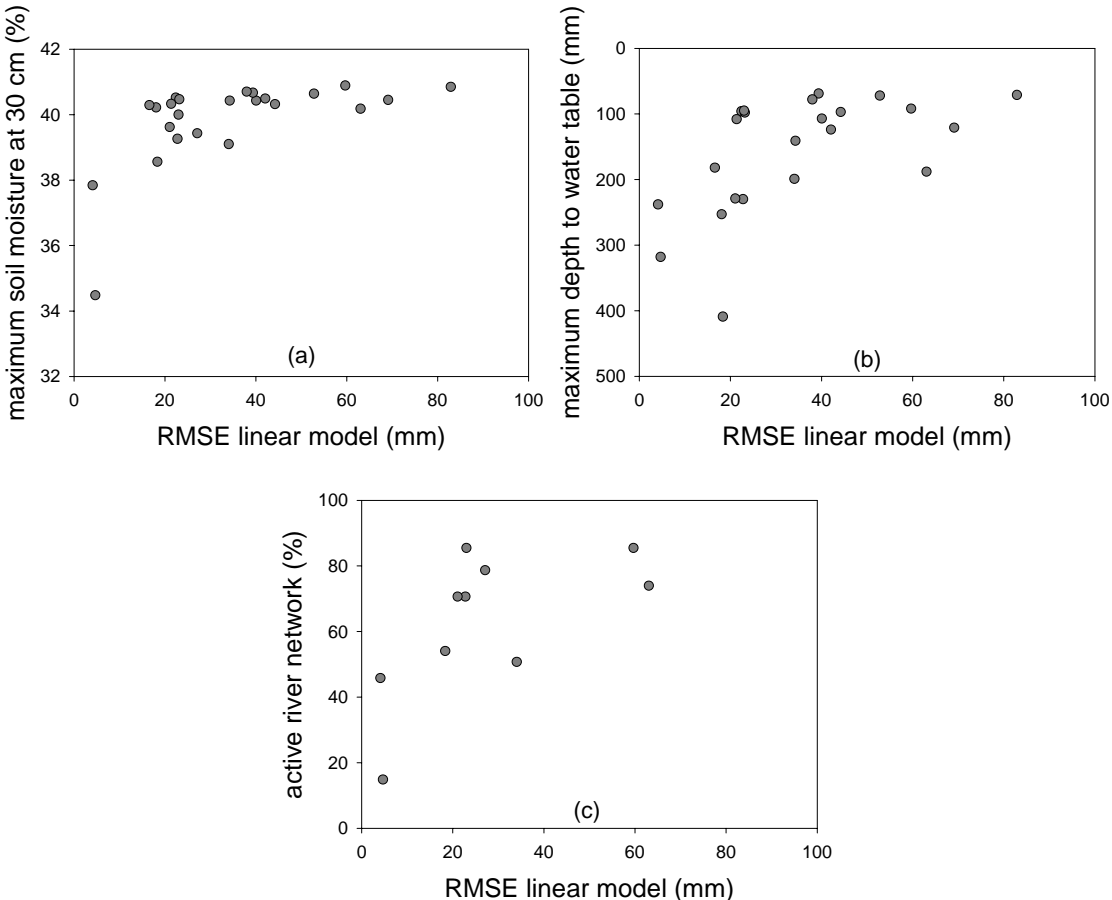 maximum soil moisture at 30 cm (%)
42
40
38
36
34
32
0 20 40 60 80 100
(a)
RMSE linear model (mm)
maximum depth to water table (mm)
0
100
200
300
400
500
0 20 40 60 80 100
(b)
RMSE linear model (mm)
active river network (%)
100
80
60
40
20
0
0 20 40 60 80 100
(c)
RMSE linear model (mm)